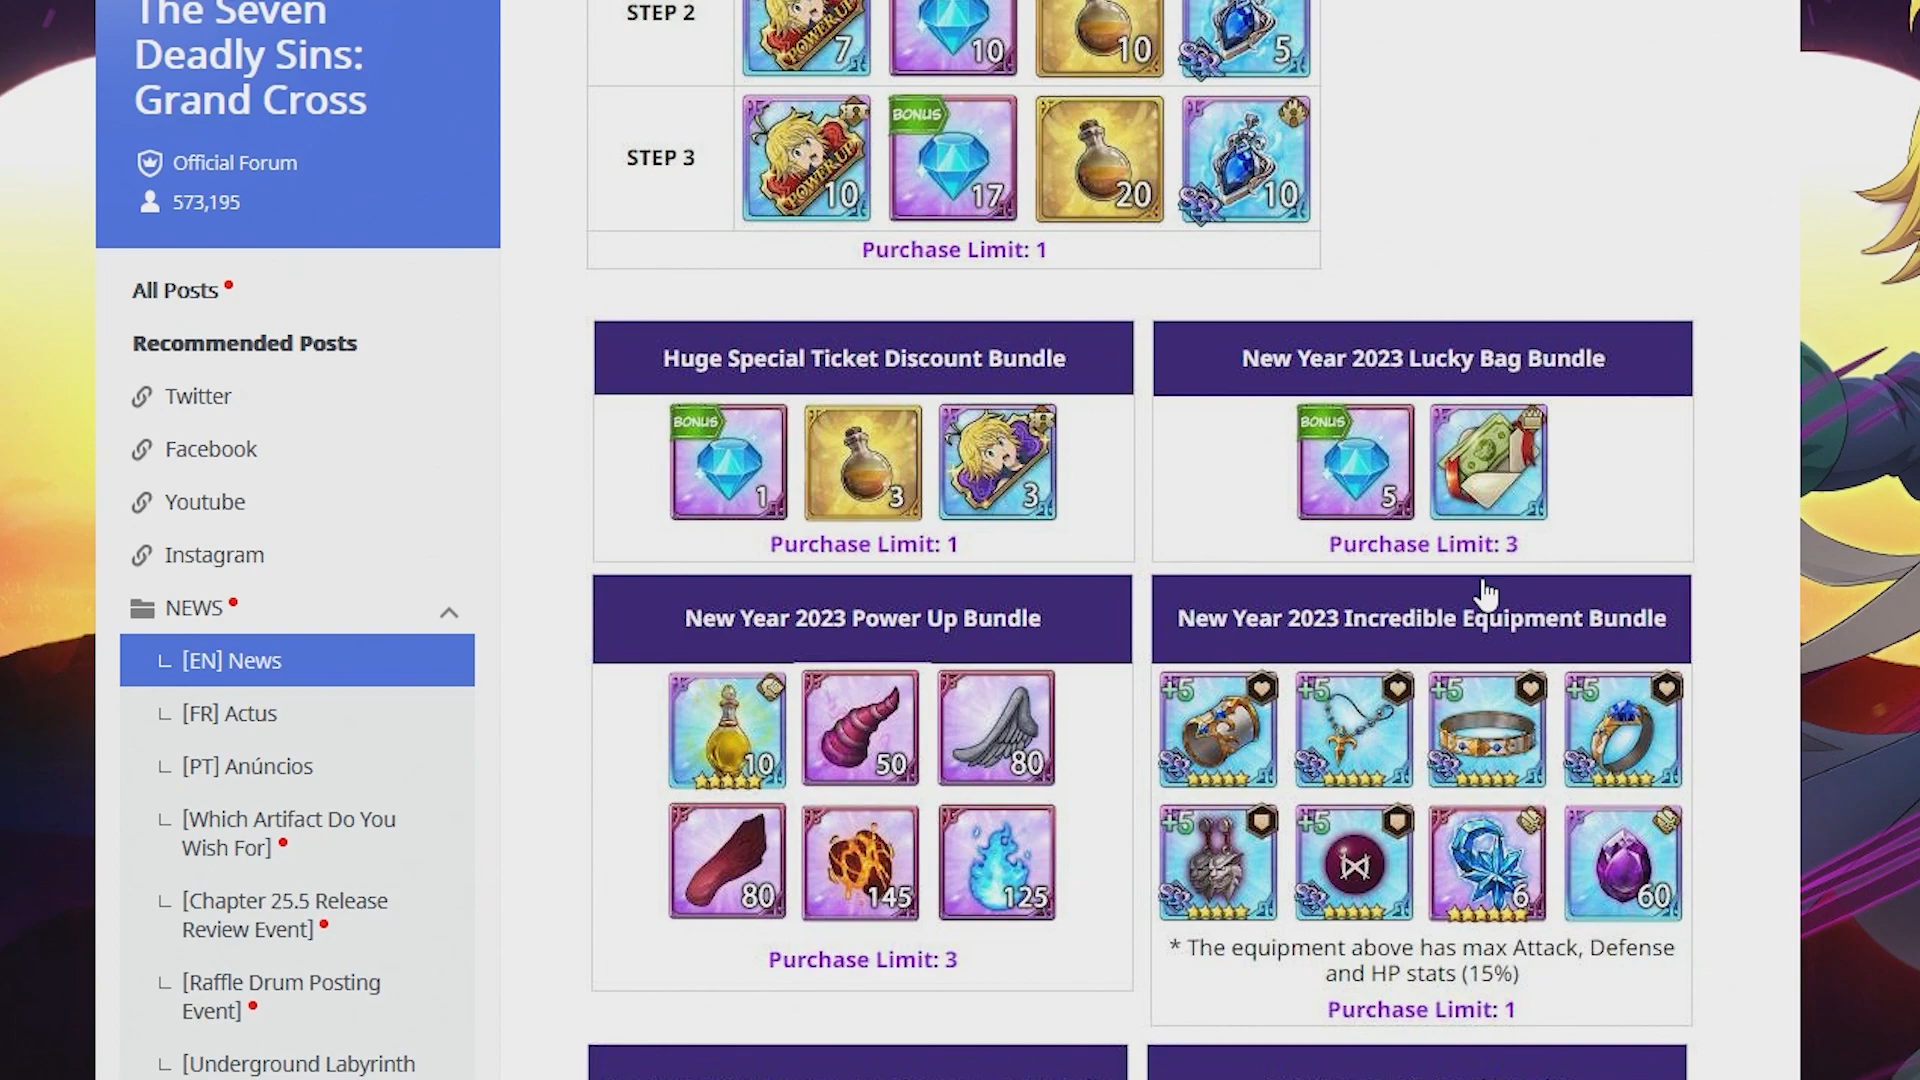 The Seven
Deadly Sins:
Grand Cross
Official Forum
573,195
All Posts
Recommended Posts
Twitter
Facebook
Youtube
Instagram
NEWS
[EN] News
[FR] Actus
[PT] Anúncios
[Which Artifact Do You
Wish For]
[Chapter 25.5 Release
Review Event]
[Raffle Drum Posting
Event]
[Underground Labyrinth
STEP 2
POWER UP
7
10
10
5
STEP 3
POWER UP
10
BONUS
17
20
10
Purchase Limit: 1
Huge Special Ticket Discount Bundle
BONUS
1
3
3
Purchase Limit: 1
New Year 2023 Lucky Bag Bundle
BONUS
5
Purchase Limit: 3
New Year 2023 Power Up Bundle
10
50
80
80
145
125
Purchase Limit: 3
New Year 2023 Incredible Equipment Bundle
+5
+5
+5
+5
+5
+5
6
60
* The equipment above has max Attack, Defense
and HP stats (15%)
Purchase Limit: 1